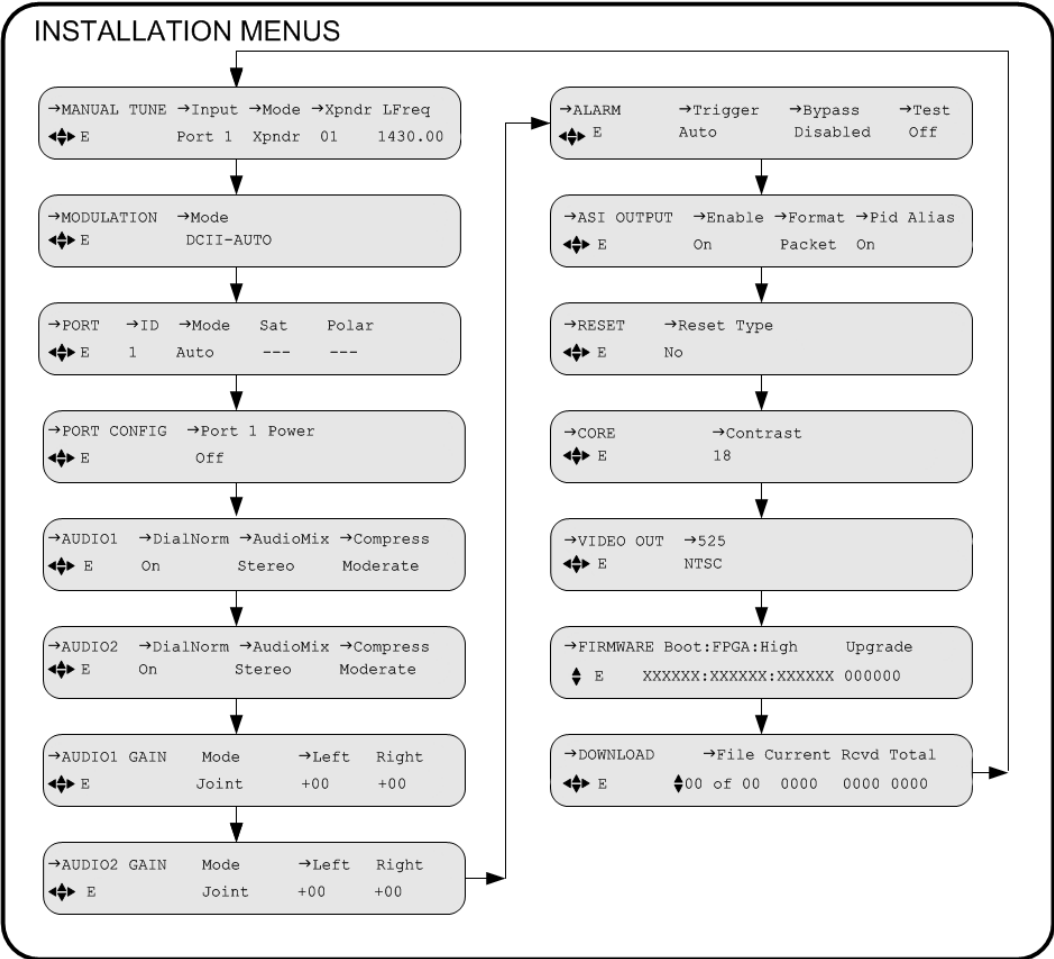 INSTALLATION MENUS
→MANUAL TUNE →Input →Mode →Xpndr LFreq
E Port 1 Xpndr 01 1430.00
→MODULATION →Mode
E DCII-AUTO
→PORT →ID →Mode Sat Polar
E 1 Auto --- ---
→PORT CONFIG →Port 1 Power
E Off
→AUDIO1 →DialNorm →AudioMix →Compress
E On Stereo Moderate
→AUDIO2 →DialNorm →AudioMix →Compress
E On Stereo Moderate
→AUDIO1 GAIN Mode →Left Right
E Joint +00 +00
→AUDIO2 GAIN Mode →Left Right
E Joint +00 +00
→ALARM →Trigger →Bypass →Test
E Auto Disabled Off
→ASI OUTPUT →Enable →Format →Pid Alias
E On Packet On
→RESET →Reset Type
E No
→CORE →Contrast
E 18
→VIDEO OUT →525
E NTSC
→FIRMWARE Boot:FPGA:High Upgrade
E XXXXXX:XXXXXX:XXXXXX 000000
→DOWNLOAD →File Current Rcvd Total
E 00 of 00 0000 0000 0000